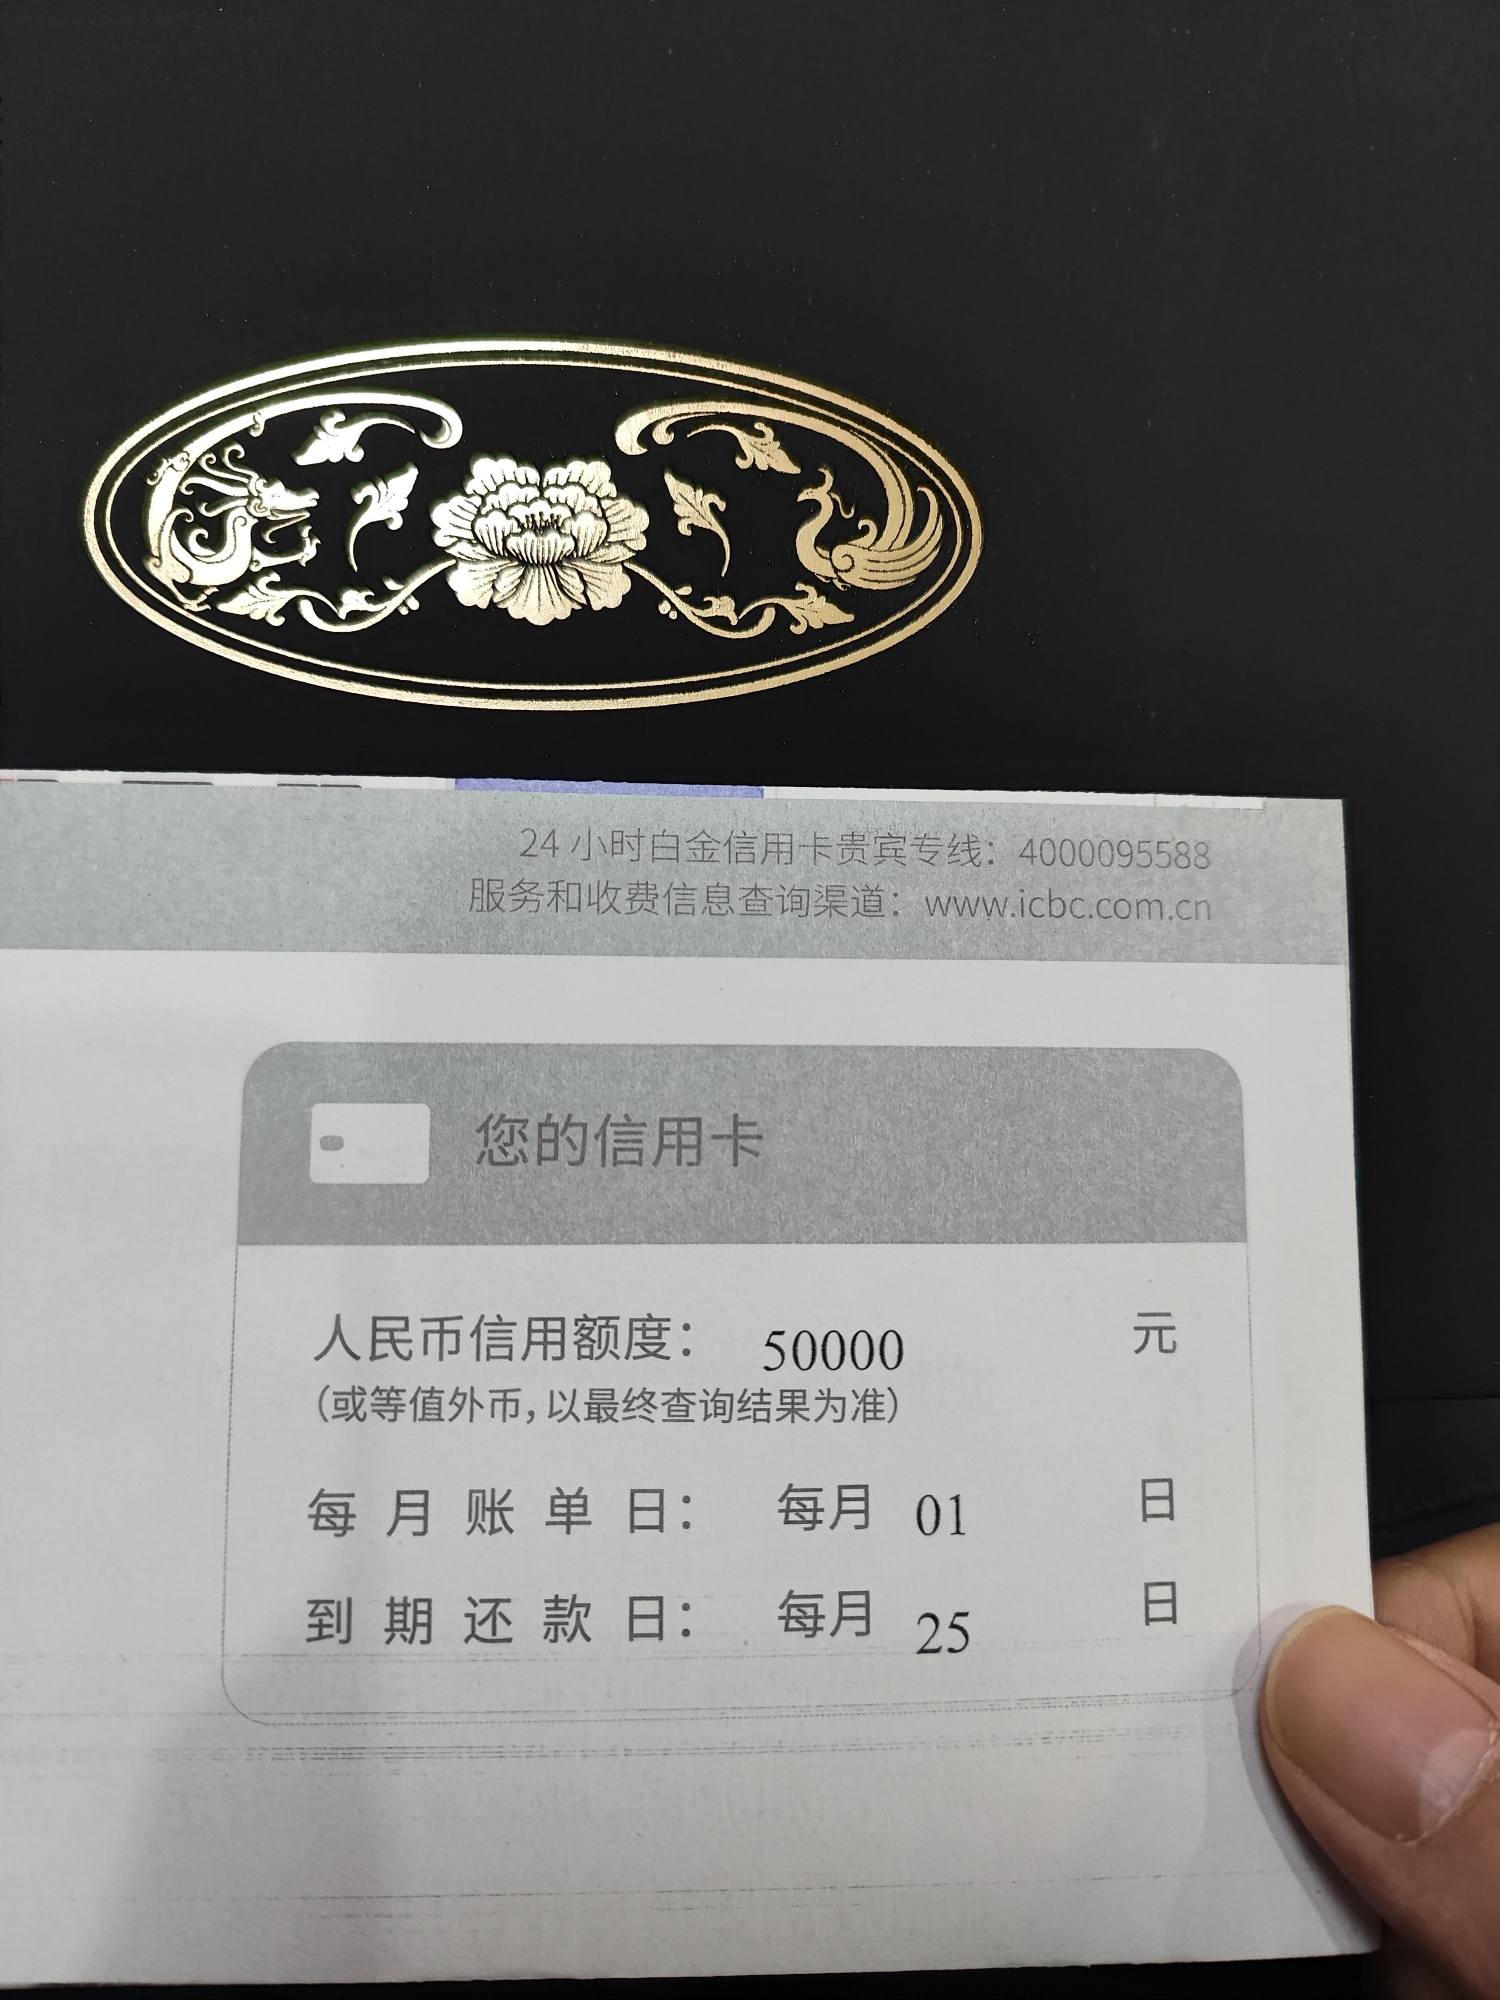 24 小时白金信用卡贵宾专线：4000095588
服务和收费信息查询渠道：www.icbc.com.cn
您的信用卡
人民币信用额度： 50000 元
（或等值外币，以最终查询结果为准）
每月账单日： 每月 01 日
到期还款日： 每月 25 日